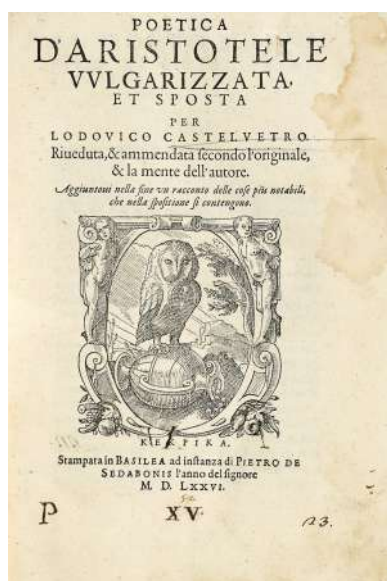 POETICA
D'ARISTOTELE
VVLGARIZZATA,
ET SPOSTA
PER
LODOVICO CASTELVETRO.
Riueduta, & ammendata secondo l'originale,
& la mente dell'autore.
Aggiuntoui nella fine vn racconto delle cose piu notabili,
che nella spositione si contengono.
KEKPIKA.
Stampata in BASILEA ad instanza di PIETRO DE
SEDABONIS l'anno del signore
M. D. LXXVI.
P XV.